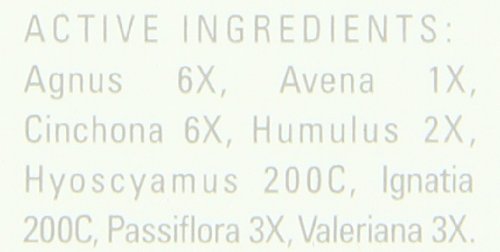 ACTIVE INGREDIENTS:
Agnus 6X, Avena 1X,
Cinchona 6X, Humulus 2X,
Hyoscyamus 200C, Ignatia
200C, Passiflora 3X, Valeriana 3X.